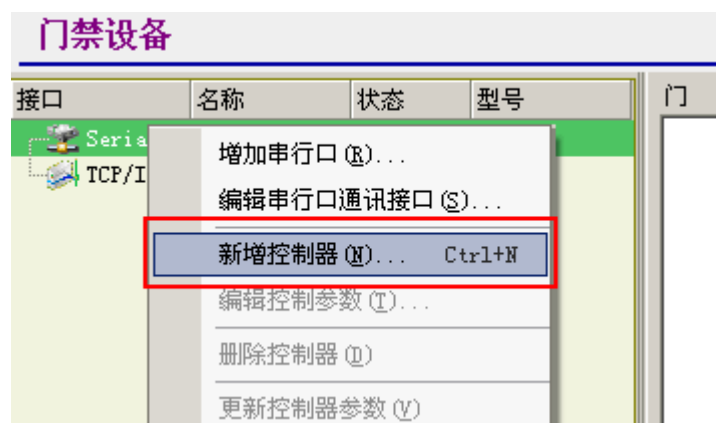 门禁设备
接口 名称 状态 型号 门
Seria
TCP/I
增加串行口(R)...
编辑串行口通讯接口(S)...
新增控制器(N)... Ctrl+N
编辑控制参数(T)...
删除控制器(D)
更新控制器参数(V)